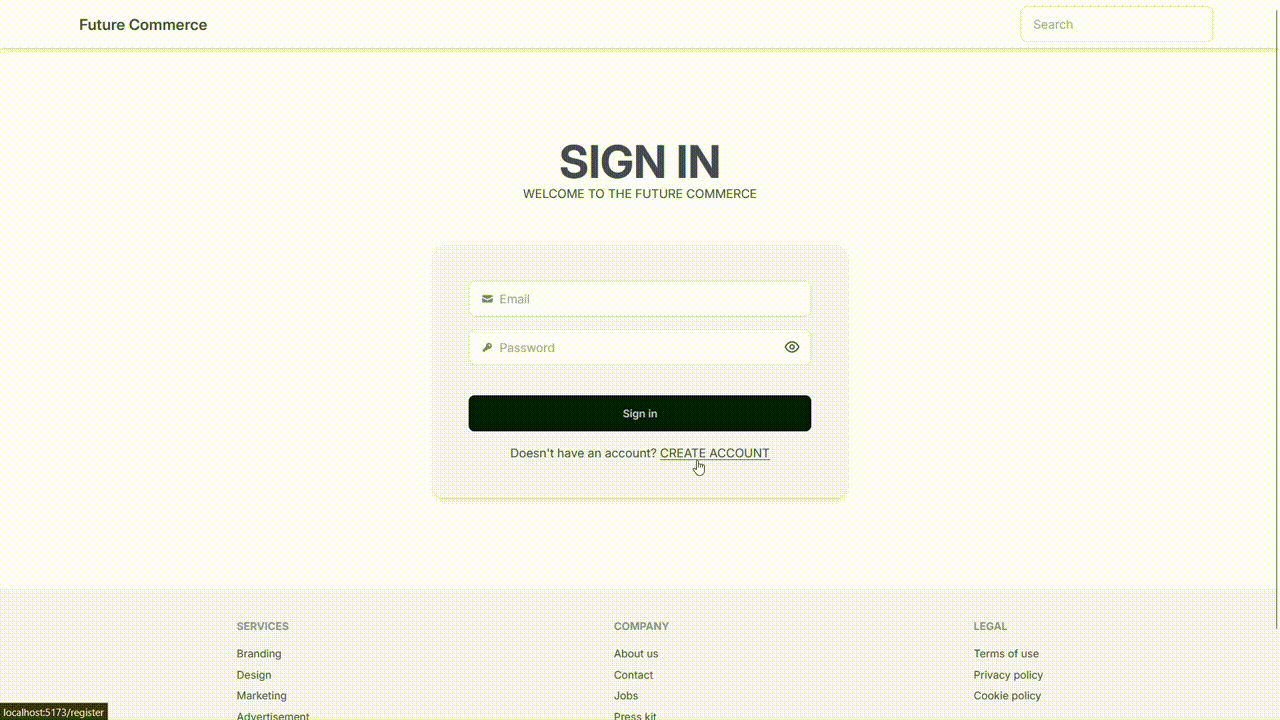 Future Commerce
Search
SIGN IN
WELCOME TO THE FUTURE COMMERCE
Email
Password
Sign in
Doesn't have an account? CREATE ACCOUNT
SERVICES
Branding
Design
Marketing
Advertisement
COMPANY
About us
Contact
Jobs
Press kit
LEGAL
Terms of use
Privacy policy
Cookie policy
localhost:5173/register